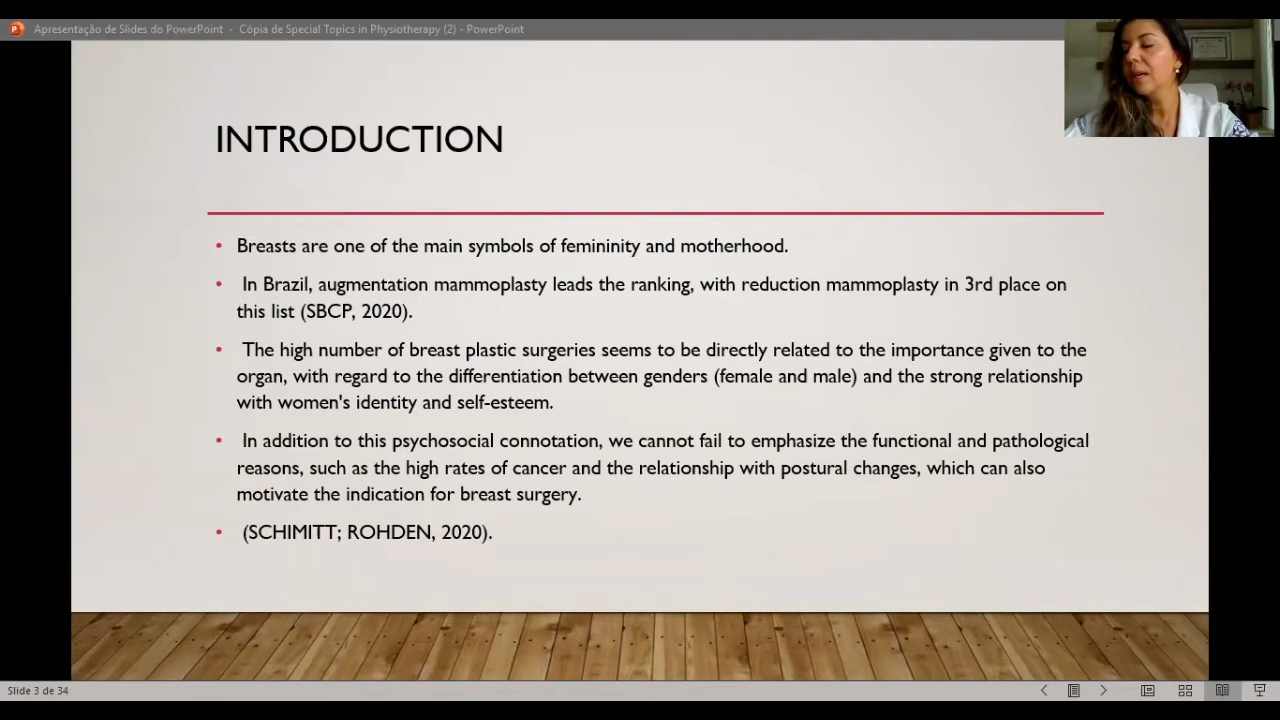 Apresentação de Slides do PowerPoint - Cópia de Special Topics in Physiotherapy (2) - PowerPoint
INTRODUCTION
• Breasts are one of the main symbols of femininity and motherhood.
• In Brazil, augmentation mammoplasty leads the ranking, with reduction mammoplasty in 3rd place on
this list (SBCP, 2020).
• The high number of breast plastic surgeries seems to be directly related to the importance given to the
organ, with regard to the differentiation between genders (female and male) and the strong relationship
with women's identity and self-esteem.
• In addition to this psychosocial connotation, we cannot fail to emphasize the functional and pathological
reasons, such as the high rates of cancer and the relationship with postural changes, which can also
motivate the indication for breast surgery.
• (SCHIMITT; ROHDEN, 2020).
Slide 3 de 34